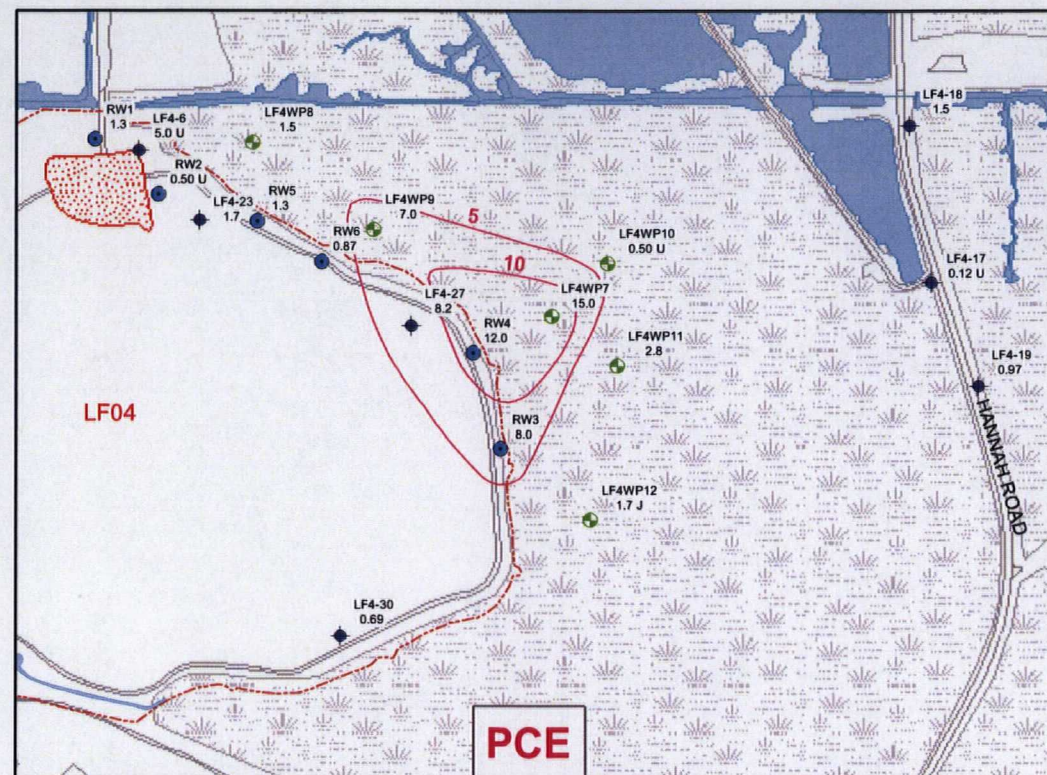 RW1
1.3
LF4-6
5.0 U
RW2
0.50 U
LF4WP8
1.5
LF4-23
1.7
RW5
1.3
RW6
0.87
LF4WP9
7.0
5
10
LF4WP10
0.50 U
LF4WP7
15.0
LF4-27
8.2
RW4
12.0
LF4WP11
2.8
RW3
8.0
LF4WP12
1.7 J
LF4-18
1.5
LF4-17
0.12 U
LF4-19
0.97
HANNAH ROAD
LF04
LF4-30
0.69
PCE